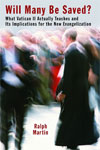 Will Many Be Saved?
What Vatican II Actually Teaches and
Its Implications for the New Evangelization
Ralph
Martin